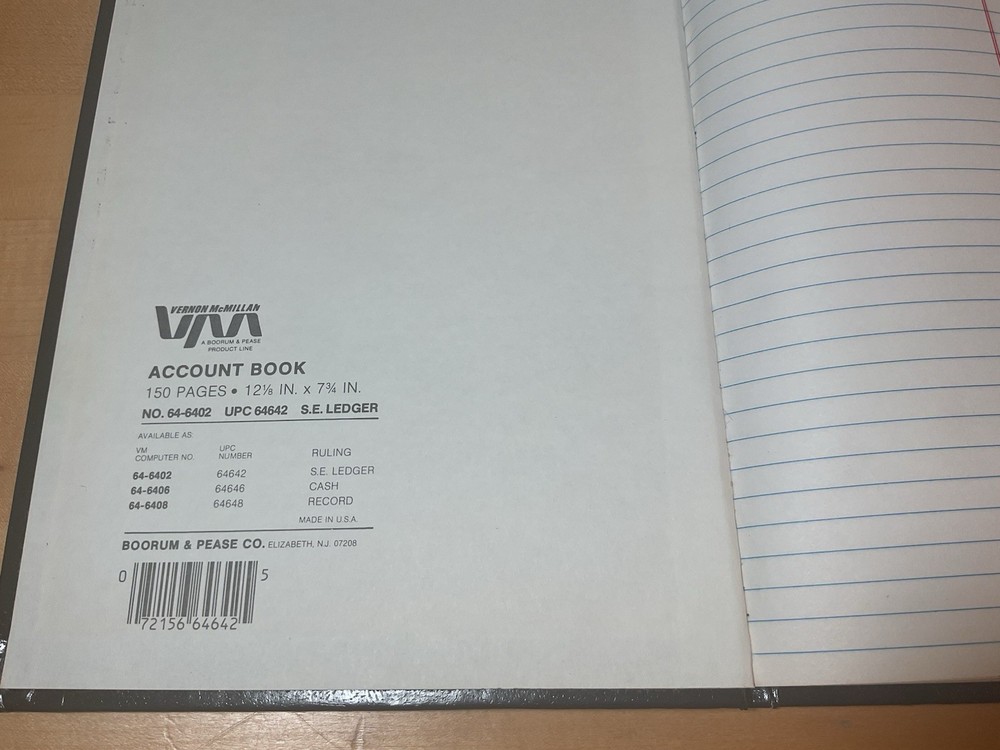 VERNON McMILLAN
VM
A BOORUM & PEASE
PRODUCT LINE
ACCOUNT BOOK
150 PAGES • 12⅛ IN. x 7¾ IN.
NO. 64-6402 UPC 64642 S.E. LEDGER
AVAILABLE AS:
VM COMPUTER NO. UPC NUMBER RULING
64-6402 64642 S.E. LEDGER
64-6406 64646 CASH
64-6408 64648 RECORD
MADE IN U.S.A.
BOORUM & PEASE CO. ELIZABETH, N.J. 07208
0 72156 64642 5